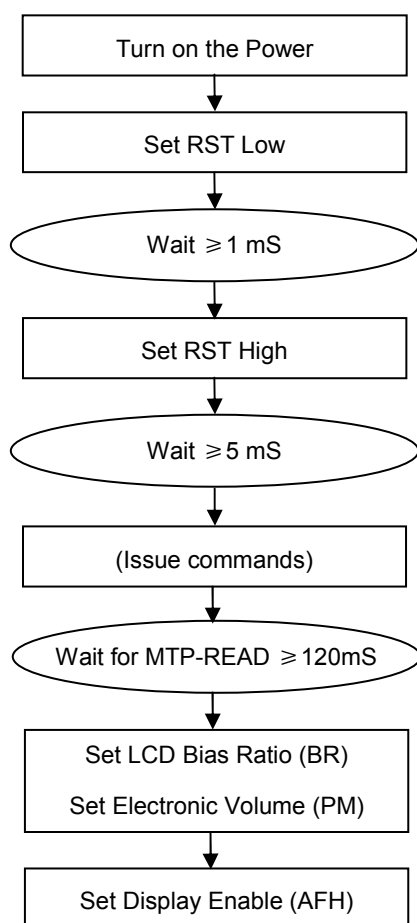 Turn on the Power
Set RST Low
Wait ≥1 mS
Set RST High
Wait ≥5 mS
(Issue commands)
Wait for MTP-READ ≥120mS
Set LCD Bias Ratio (BR)
Set Electronic Volume (PM)
Set Display Enable (AFH)